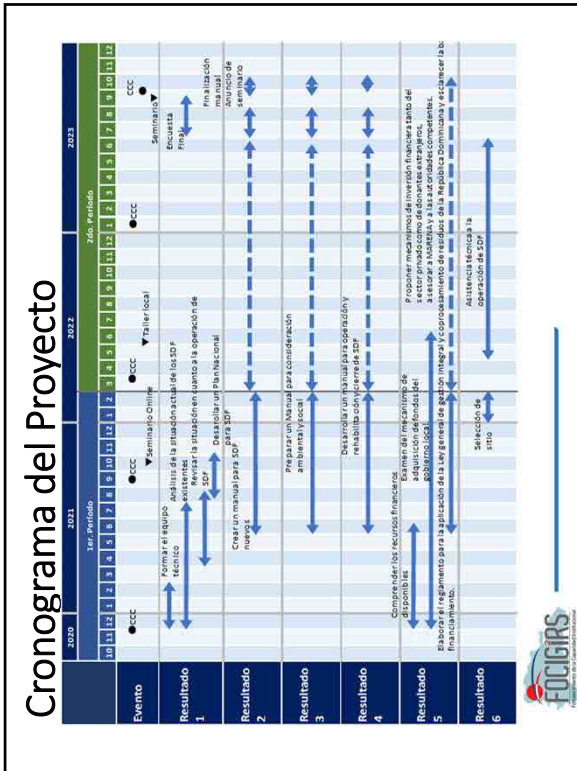 Cronograma del Proyecto
2020
2021
2022
2023
1er. Período
2do. Período
10 11 12 1 2 3 4 5 6 7 8 9 10 11 12 1 2 3 4 5 6 7 8 9 10 11 12 1 2 3 4 5 6 7 8 9 10 11 12
Evento
CCC
CCC
Seminario Online
CCC
Taller local
CCC
CCC
Seminario
Resultado
1
Formar el equipo
técnico
Análisis de la situación actual de los SDF
existentes
Revisar la situación en cuanto a la operación de
SDF
Desarollar un Plan Nacional
para SDF
Encuesta
Final
Finalización
manual
Anuncio de
seminario
Resultado
2
Crear un manual para SDF
nuevos
Resultado
3
Preparar un Manual para consideración
ambiental y social
Resultado
4
Desarrollar un manual para operación y
rehabilitación y cierre de SDF
Resultado
5
Comprender los recursos financieros
disponibles
Examen del mecanismo de
adquisición de fondos del
gobierno local
Proponer mecanismos de inversión financiera tanto del
sector privado como de donantes extranjeros,
asesorar a MARENA y a las autoridades competentes,
Elaborar el reglamento para la aplicación de la Ley general de gestión integral y coprocesamiento de residuos de la República Dominicana y esclarecer la ba
financiamiento.
Resultado
6
Selección de
sitio
Asistencia técnica a la
operación de SDF
FOCIGIRS